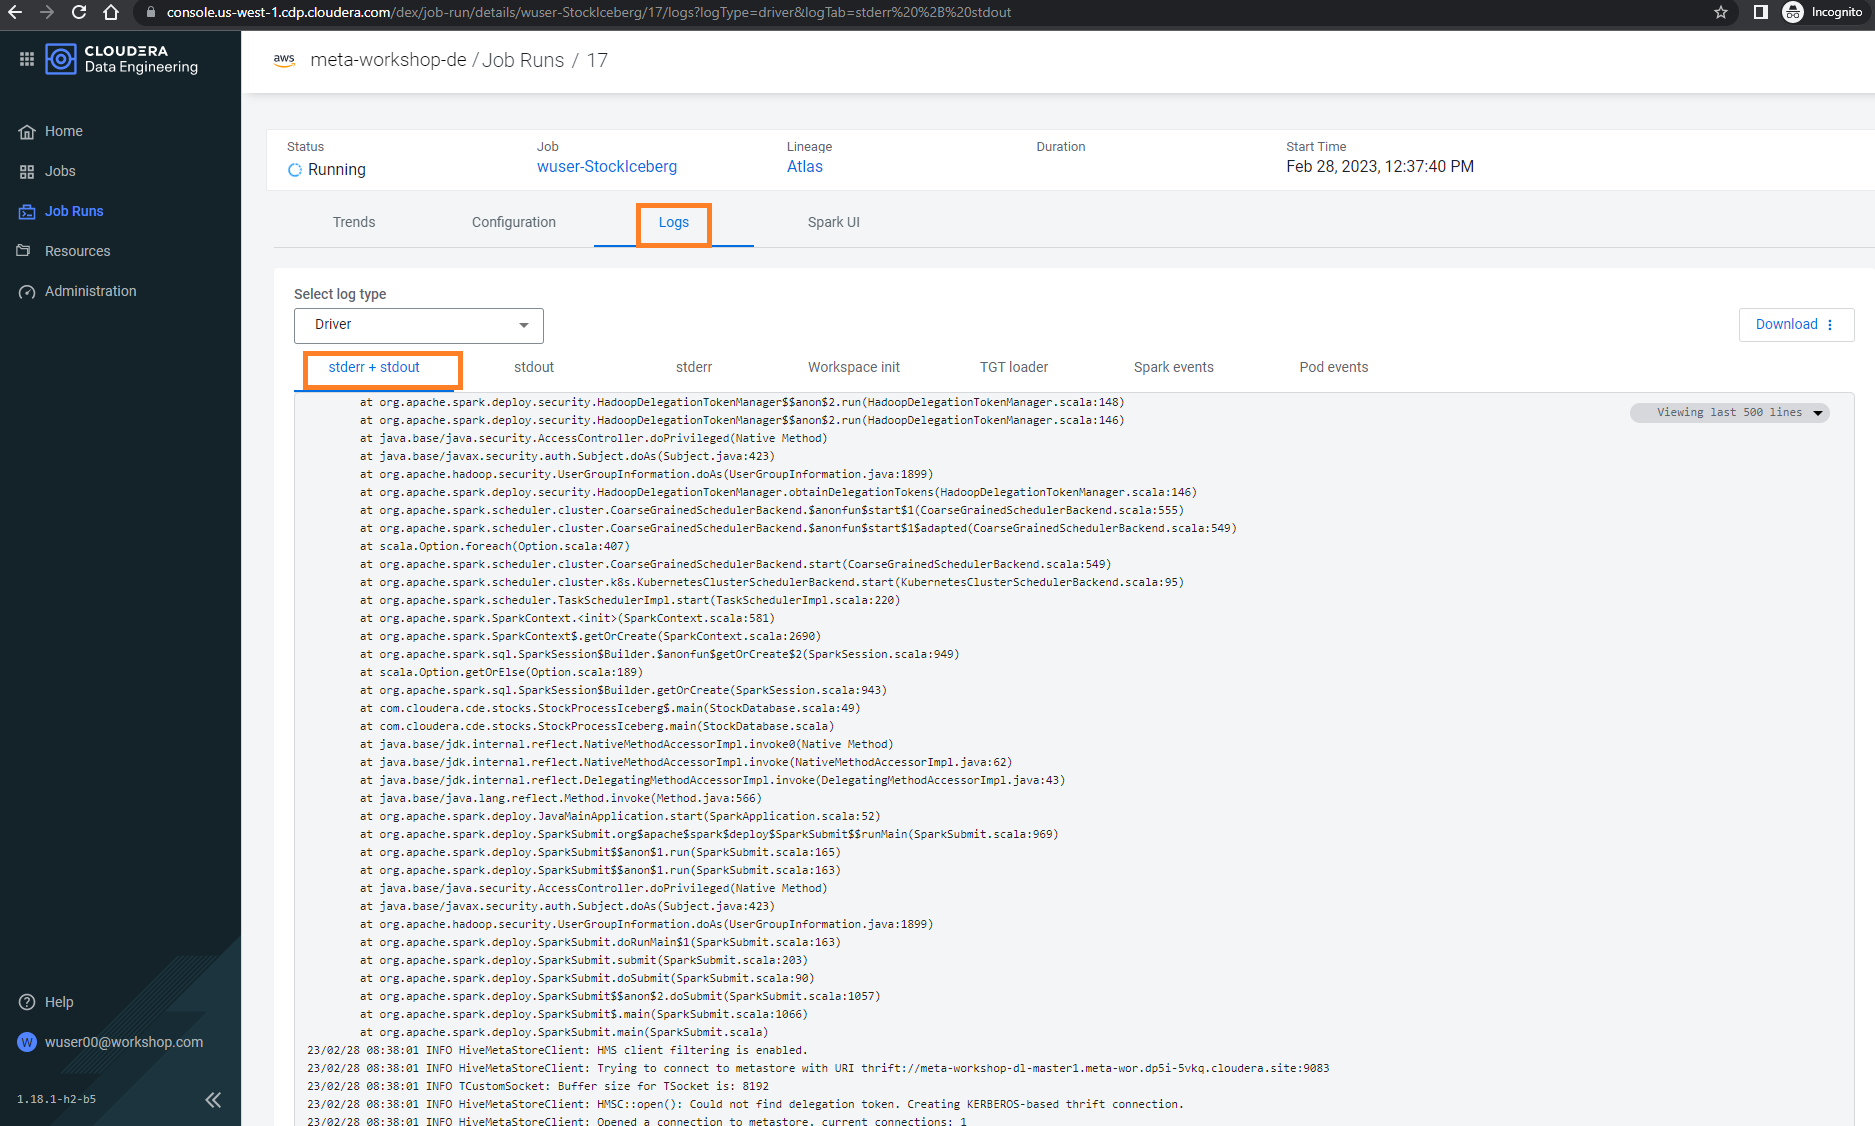 console.us-west-1.cdp.cloudera.com/dex/job-run/details/wuser-StockIceberg/17/logs?logType=driver&logTab=stderr%20%2B%20stdout
Incognito
CLOUDERA
Data Engineering
aws
meta-workshop-de / Job Runs / 17
Home
Jobs
Job Runs
Resources
Administration
Status
Running
Job
wuser-StockIceberg
Lineage
Atlas
Duration
Start Time
Feb 28, 2023, 12:37:40 PM
Trends
Configuration
Logs
Spark UI
Select log type
Driver
Download
stderr + stdout
stdout
stderr
Workspace init
TGT loader
Spark events
Pod events
Viewing last 500 lines
at org.apache.spark.deploy.security.HadoopDelegationTokenManager$$anon$2.run(HadoopDelegationTokenManager.scala:148)
at org.apache.spark.deploy.security.HadoopDelegationTokenManager$$anon$2.run(HadoopDelegationTokenManager.scala:146)
at java.base/java.security.AccessController.doPrivileged(Native Method)
at java.base/javax.security.auth.Subject.doAs(Subject.java:423)
at org.apache.hadoop.security.UserGroupInformation.doAs(UserGroupInformation.java:1899)
at org.apache.spark.deploy.security.HadoopDelegationTokenManager.obtainDelegationTokens(HadoopDelegationTokenManager.scala:146)
at org.apache.spark.scheduler.cluster.CoarseGrainedSchedulerBackend.$anonfun$start$1(CoarseGrainedSchedulerBackend.scala:555)
at org.apache.spark.scheduler.cluster.CoarseGrainedSchedulerBackend.$anonfun$start$1$adapted(CoarseGrainedSchedulerBackend.scala:549)
at scala.Option.foreach(Option.scala:407)
at org.apache.spark.scheduler.cluster.CoarseGrainedSchedulerBackend.start(CoarseGrainedSchedulerBackend.scala:549)
at org.apache.spark.scheduler.cluster.k8s.KubernetesClusterSchedulerBackend.start(KubernetesClusterSchedulerBackend.scala:95)
at org.apache.spark.scheduler.TaskSchedulerImpl.start(TaskSchedulerImpl.scala:220)
at org.apache.spark.SparkContext.<init>(SparkContext.scala:581)
at org.apache.spark.SparkContext$.getOrCreate(SparkContext.scala:2690)
at org.apache.spark.sql.SparkSession$Builder.$anonfun$getOrCreate$2(SparkSession.scala:949)
at scala.Option.getOrElse(Option.scala:189)
at org.apache.spark.sql.SparkSession$Builder.getOrCreate(SparkSession.scala:943)
at com.cloudera.cde.stocks.StockProcessIceberg$.main(StockDatabase.scala:49)
at com.cloudera.cde.stocks.StockProcessIceberg.main(StockDatabase.scala)
at java.base/jdk.internal.reflect.NativeMethodAccessorImpl.invoke0(Native Method)
at java.base/jdk.internal.reflect.NativeMethodAccessorImpl.invoke(NativeMethodAccessorImpl.java:62)
at java.base/jdk.internal.reflect.DelegatingMethodAccessorImpl.invoke(DelegatingMethodAccessorImpl.java:43)
at java.base/java.lang.reflect.Method.invoke(Method.java:566)
at org.apache.spark.deploy.JavaMainApplication.start(SparkApplication.scala:52)
at org.apache.spark.deploy.SparkSubmit.org$apache$spark$deploy$SparkSubmit$$runMain(SparkSubmit.scala:969)
at org.apache.spark.deploy.SparkSubmit$$anon$1.run(SparkSubmit.scala:165)
at org.apache.spark.deploy.SparkSubmit$$anon$1.run(SparkSubmit.scala:163)
at java.base/java.security.AccessController.doPrivileged(Native Method)
at java.base/javax.security.auth.Subject.doAs(Subject.java:423)
at org.apache.hadoop.security.UserGroupInformation.doAs(UserGroupInformation.java:1899)
at org.apache.spark.deploy.SparkSubmit.doRunMain$1(SparkSubmit.scala:163)
at org.apache.spark.deploy.SparkSubmit.submit(SparkSubmit.scala:203)
at org.apache.spark.deploy.SparkSubmit.doSubmit(SparkSubmit.scala:90)
at org.apache.spark.deploy.SparkSubmit$$anon$2.doSubmit(SparkSubmit.scala:1057)
at org.apache.spark.deploy.SparkSubmit$.main(SparkSubmit.scala:1066)
at org.apache.spark.deploy.SparkSubmit.main(SparkSubmit.scala)
23/02/28 08:38:01 INFO HiveMetaStoreClient: HMS client filtering is enabled.
23/02/28 08:38:01 INFO HiveMetaStoreClient: Trying to connect to metastore with URI thrift://meta-workshop-dl-master1.meta-wor.dp5i-5vkq.cloudera.site:9083
23/02/28 08:38:01 INFO TCustomSocket: Buffer size for TSocket is: 8192
23/02/28 08:38:01 INFO HiveMetaStoreClient: HMSC::open(): Could not find delegation token. Creating KERBEROS-based thrift connection.
23/02/28 08:38:01 INFO HiveMetaStoreClient: Opened a connection to metastore, current connections: 1
Help
W
wuser00@workshop.com
1.18.1-h2-b5